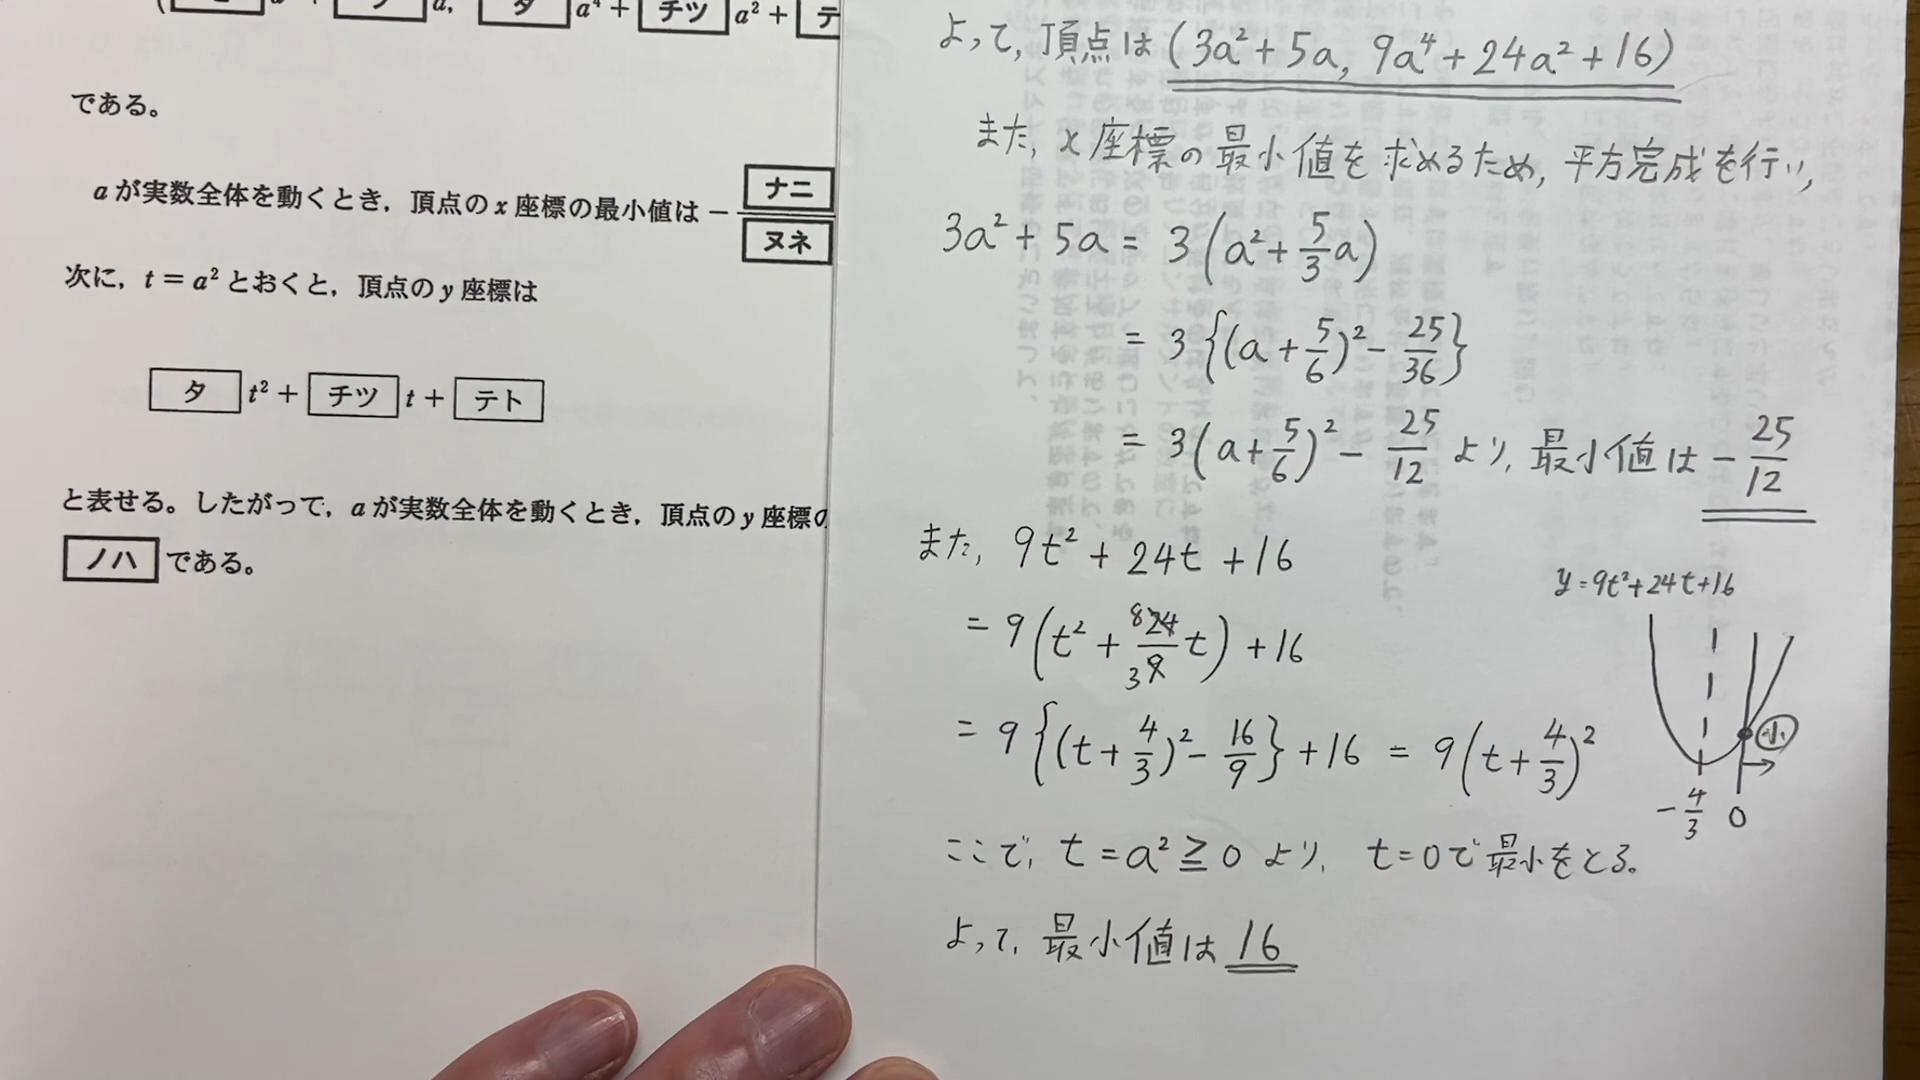 a, タ a⁴ + チツ a² +
である。
a が実数全体を動くとき, 頂点の x 座標の最小値は − ナニ/ヌネ
次に, t = a² とおくと, 頂点の y 座標は
タ t² + チツ t + テト
と表せる。したがって, a が実数全体を動くとき, 頂点の y 座標の
ノハ である。
よって, 頂点は (3a² + 5a, 9a⁴ + 24a² + 16)
また, x 座標の最小値を求めるため, 平方完成を行い,
3a² + 5a = 3(a² + 5/3 a)
= 3{(a + 5/6)² − 25/36}
= 3(a + 5/6)² − 25/12 より, 最小値は − 25/12
また, 9t² + 24t + 16
= 9(t² + 24/9 t) + 16
8
3
= 9{(t + 4/3)² − 16/9} + 16 = 9(t + 4/3)²
ここで, t = a² ≧ 0 より, t = 0 で最小をとる。
よって, 最小値は 16
y = 9t² + 24t + 16
小
− 4/3 0